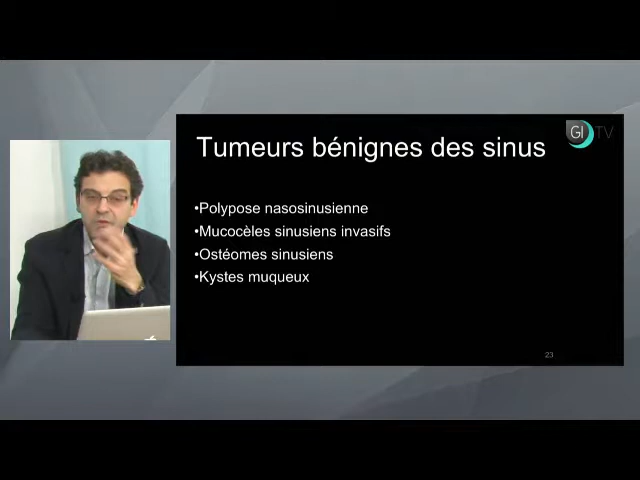 GI TV
Tumeurs bénignes des sinus
•Polypose nasosinusienne
•Mucocèles sinusiens invasifs
•Ostéomes sinusiens
•Kystes muqueux
23